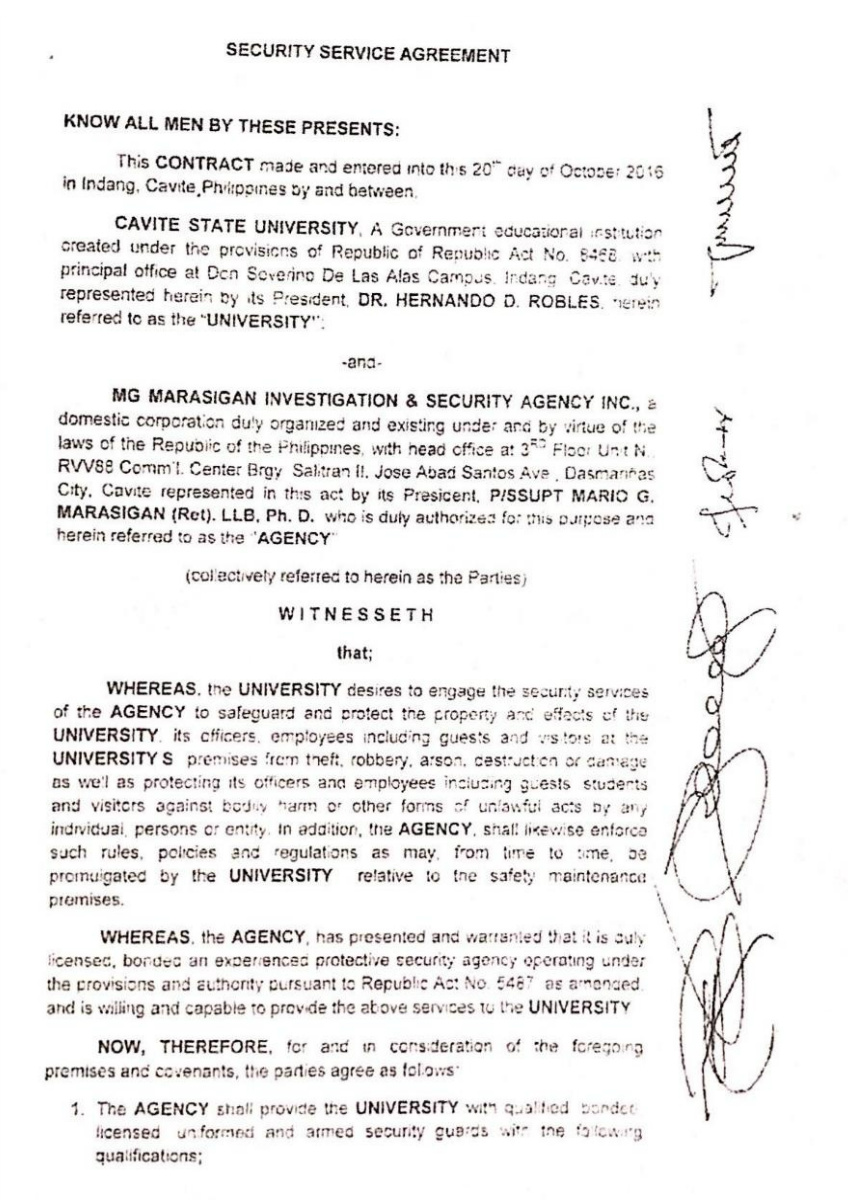 SECURITY SERVICE AGREEMENT
KNOW ALL MEN BY THESE PRESENTS:
This CONTRACT made and entered into this 20th day of October 2016
in Indang, Cavite, Philippines by and between.
CAVITE STATE UNIVERSITY, A Government educational institution
created under the provisions of Republic of Republic Act No. 8468, with
principal office at Don Severino De Las Alas Campus, Indang, Cavite, duly
represented herein by its President, DR. HERNANDO D. ROBLES, herein
referred to as the "UNIVERSITY";
-and-
MG MARASIGAN INVESTIGATION & SECURITY AGENCY INC., a
domestic corporation duly organized and existing under and by virtue of the
laws of the Republic of the Philippines, with head office at 3RD Floor Unit N.,
RVV88 Comm'l. Center Brgy Salitran II, Jose Abad Santos Ave., Dasmariñas
City, Cavite represented in this act by its President, P/SSUPT MARIO G.
MARASIGAN (Ret). LLB, Ph. D. who is duly authorized for this purpose and
herein referred to as the "AGENCY"
(collectively referred to herein as the Parties)
WITNESSETH
that;
WHEREAS, the UNIVERSITY desires to engage the security services
of the AGENCY to safeguard and protect the property and effects of the
UNIVERSITY, its officers, employees including guests and visitors at the
UNIVERSITY S premises from theft, robbery, arson, destruction or damage
as well as protecting its officers and employees including guests students
and visitors against bodily harm or other forms of unlawful acts by any
individual, persons or entity. In addition, the AGENCY, shall likewise enforce
such rules, policies and regulations as may, from time to time, be
promulgated by the UNIVERSITY relative to the safety maintenance
premises.
WHEREAS, the AGENCY, has presented and warranted that it is duly
licensed, bonded an experienced protective security agency operating under
the provisions and authority pursuant to Republic Act No. 5487 as amended,
and is willing and capable to provide the above services to the UNIVERSITY
NOW, THEREFORE, for and in consideration of the foregoing
premises and covenants, the parties agree as follows:
1. The AGENCY shall provide the UNIVERSITY with qualified bonded
licensed uniformed and armed security guards with the following
qualifications;